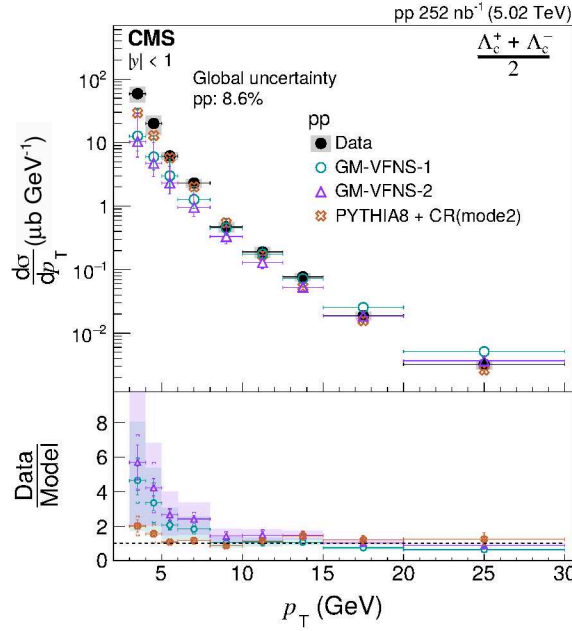 pp 252 nb⁻¹ (5.02 TeV)
CMS
|y| < 1
Λc⁺ + Λc⁻
2
Global uncertainty
pp: 8.6%
pp
Data
GM-VFNS-1
GM-VFNS-2
PYTHIA8 + CR(mode2)
dσ
dp_T (μb GeV⁻¹)
10²
10
1
10⁻¹
10⁻²
Data
Model
8
6
4
2
0
5 10 15 20 25 30
p_T (GeV)